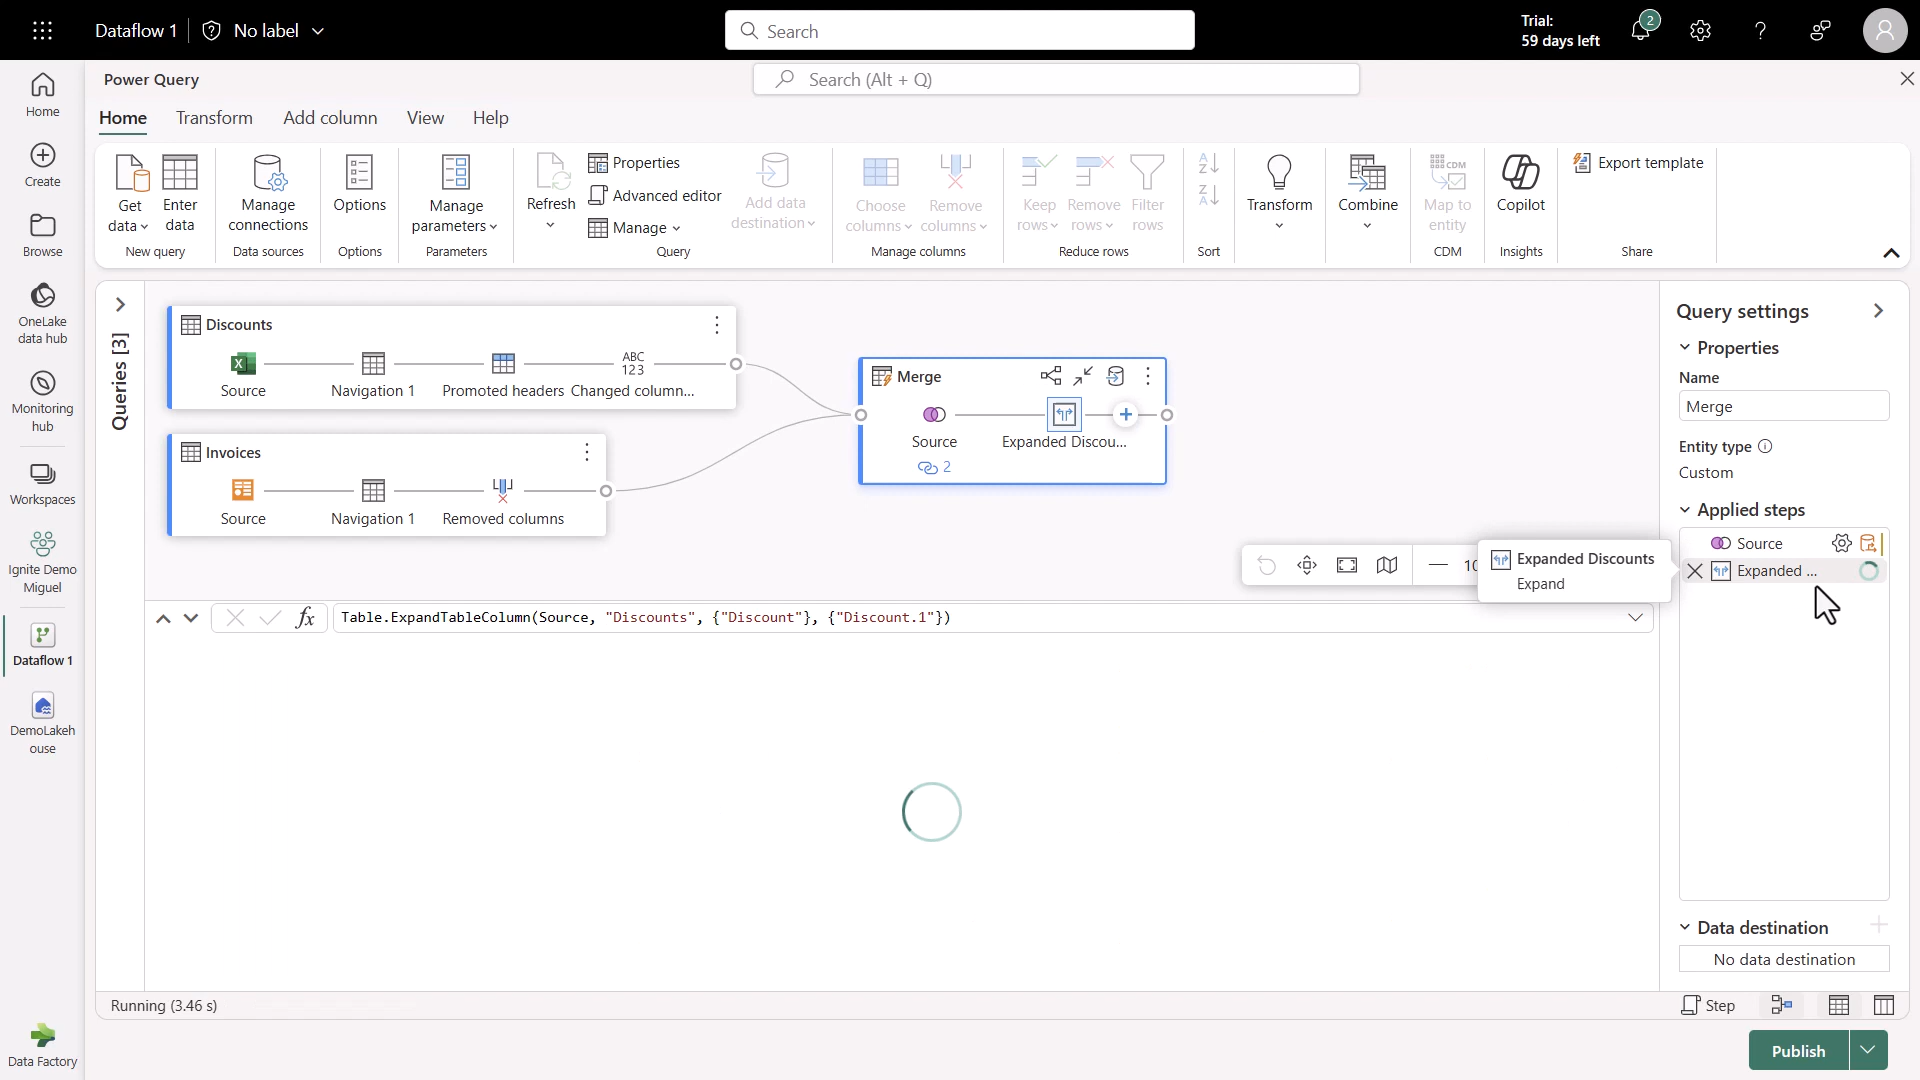 Dataflow 1
No label
Search
Trial:
59 days left
2
Power Query
Search (Alt + Q)
Home
Transform
Add column
View
Help
Get
data
Enter
data
New query
Manage
connections
Data sources
Options
Options
Manage
parameters
Parameters
Refresh
Properties
Advanced editor
Manage
Add data
destination
Query
Choose
columns
Remove
columns
Manage columns
Keep
rows
Remove
rows
Filter
rows
Reduce rows
A
Z
Z
A
Sort
Transform
Combine
CDM
Map to
entity
CDM
Copilot
Insights
Export template
Share
Home
Create
Browse
OneLake
data hub
Monitoring
hub
Workspaces
Ignite Demo
Miguel
Dataflow 1
DemoLakeh
ouse
Data Factory
Queries [3]
Discounts
Source
Navigation 1
Promoted headers
ABC
123
Changed column...
Invoices
Source
Navigation 1
Removed columns
Merge
Source
2
Expanded Discou...
10
Expanded Discounts
Expand
fx
Table.ExpandTableColumn(Source, "Discounts", {"Discount"}, {"Discount.1"})
Query settings
Properties
Name
Merge
Entity type
Custom
Applied steps
Source
Expanded ...
Data destination
No data destination
Running (3.46 s)
Step
Publish